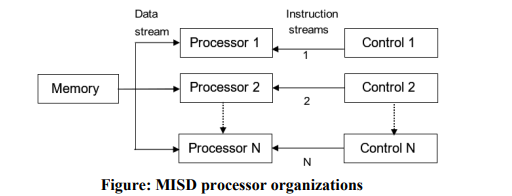 Data
stream
Instruction
streams
Processor 1
1
Control 1
Memory
Processor 2
2
Control 2
Processor N
N
Control N
Figure: MISD processor organizations